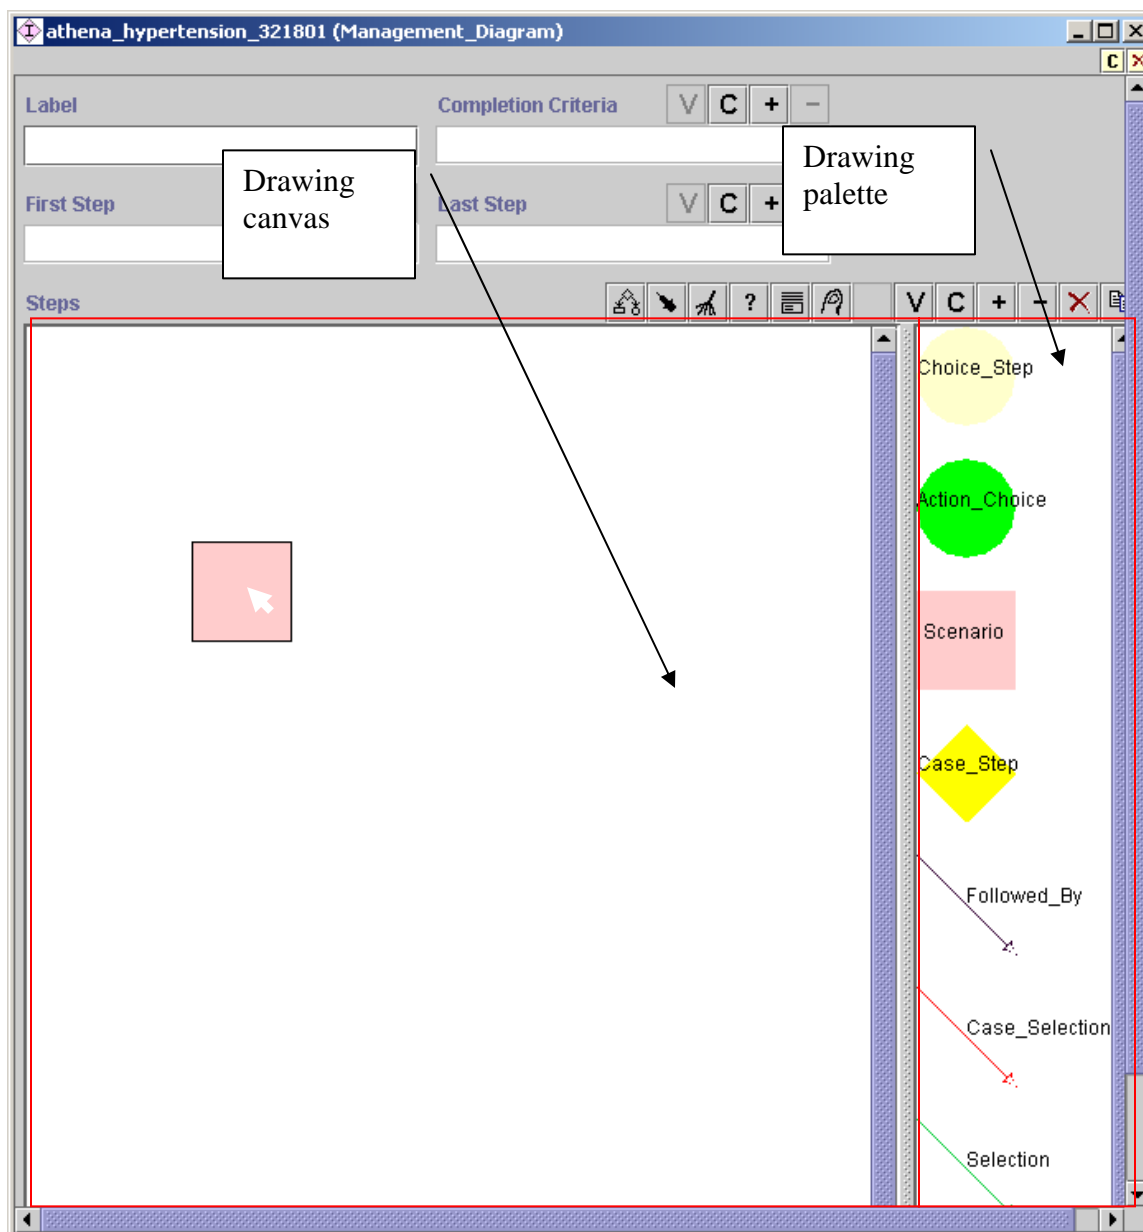 athena_hypertension_321801 (Management_Diagram)
C
Label
Completion Criteria
V C + −
Drawing
canvas
Drawing
palette
First Step
Last Step
V C +
Steps
? V C + −
Choice_Step
Action_Choice
Scenario
Case_Step
Followed_By
Case_Selection
Selection